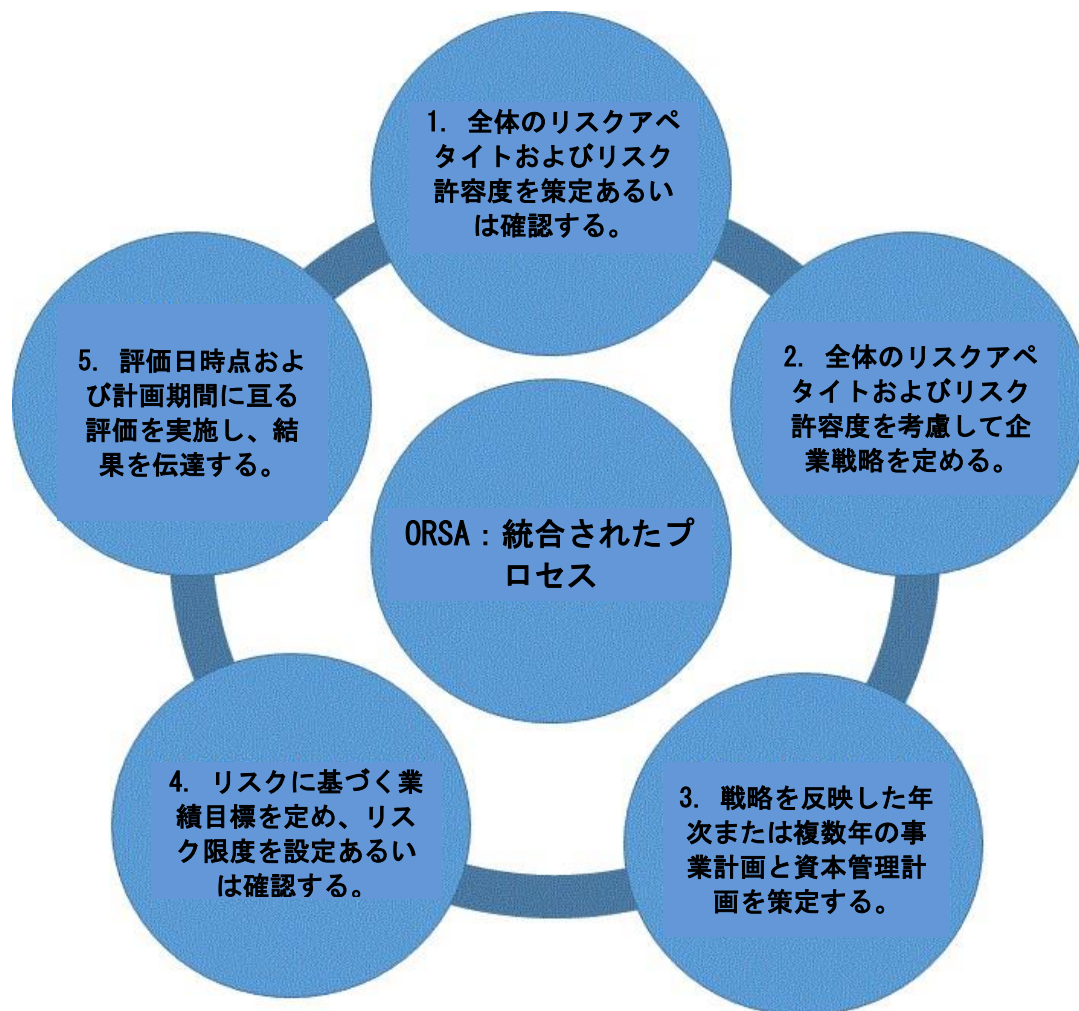 1. 全体のリスクアペ
タイトおよびリスク
許容度を策定あるい
は確認する。
2. 全体のリスクアペ
タイトおよびリスク
許容度を考慮して企
業戦略を定める。
3. 戦略を反映した年
次または複数年の事
業計画と資本管理計
画を策定する。
4. リスクに基づく業
績目標を定め、リス
ク限度を設定あるい
は確認する。
5. 評価日時点およ
び計画期間に亘る
評価を実施し、結
果を伝達する。
ORSA：統合されたプ
ロセス